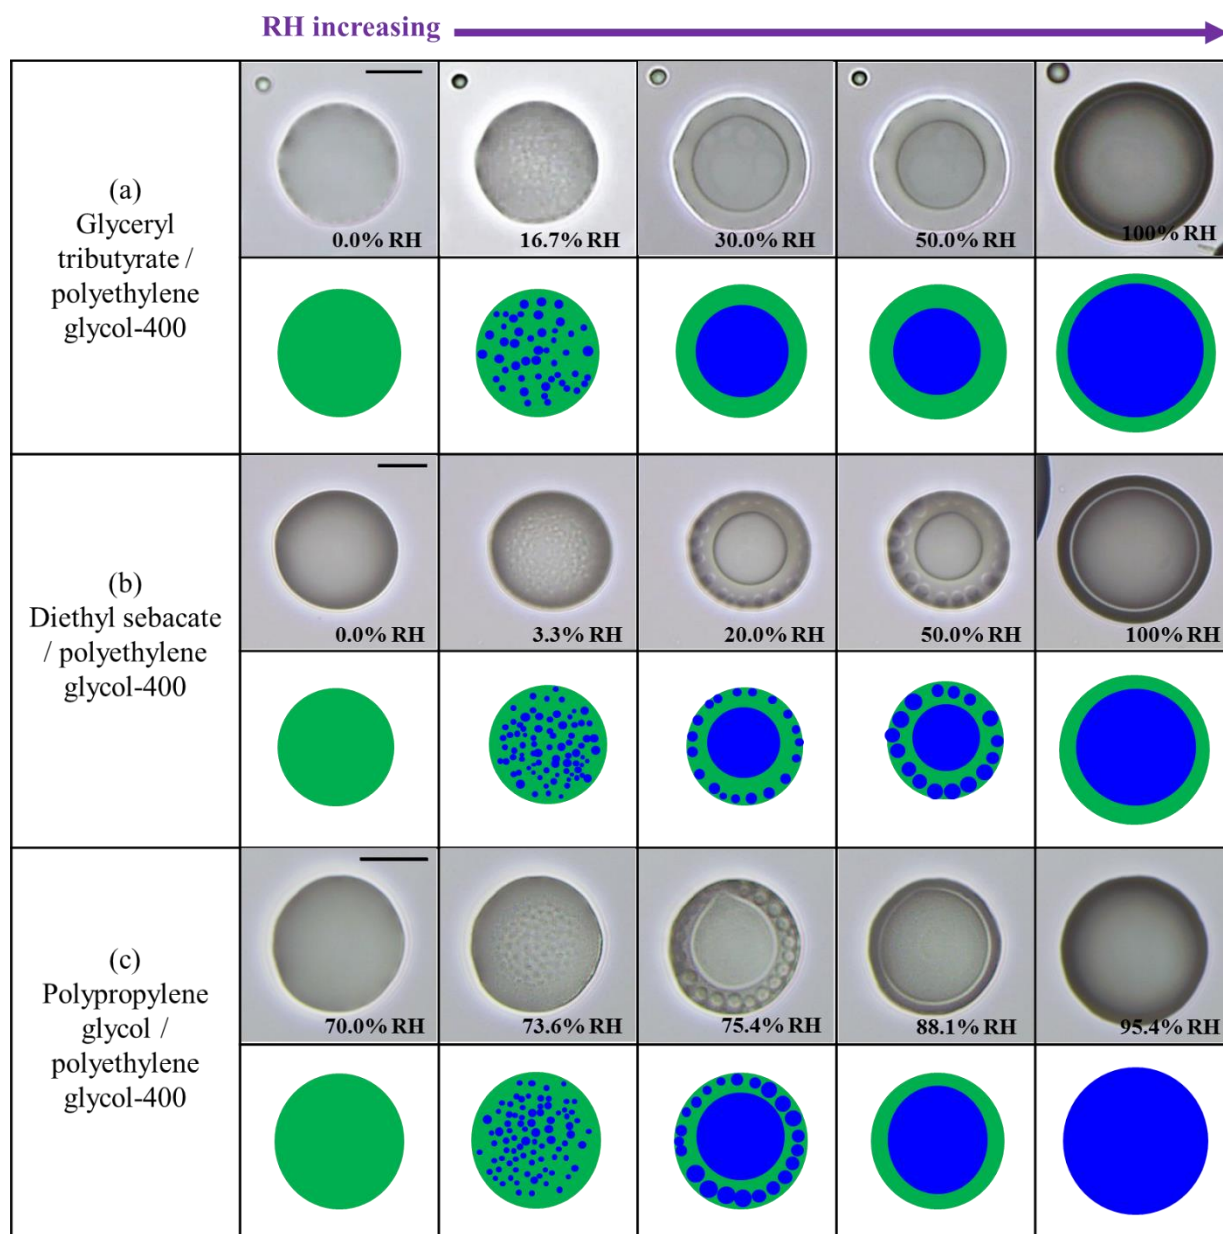 RH increasing
(a)
Glyceryl
tributyrate /
polyethylene
glycol-400
0.0% RH
16.7% RH
30.0% RH
50.0% RH
100% RH
(b)
Diethyl sebacate
/ polyethylene
glycol-400
0.0% RH
3.3% RH
20.0% RH
50.0% RH
100% RH
(c)
Polypropylene
glycol /
polyethylene
glycol-400
70.0% RH
73.6% RH
75.4% RH
88.1% RH
95.4% RH